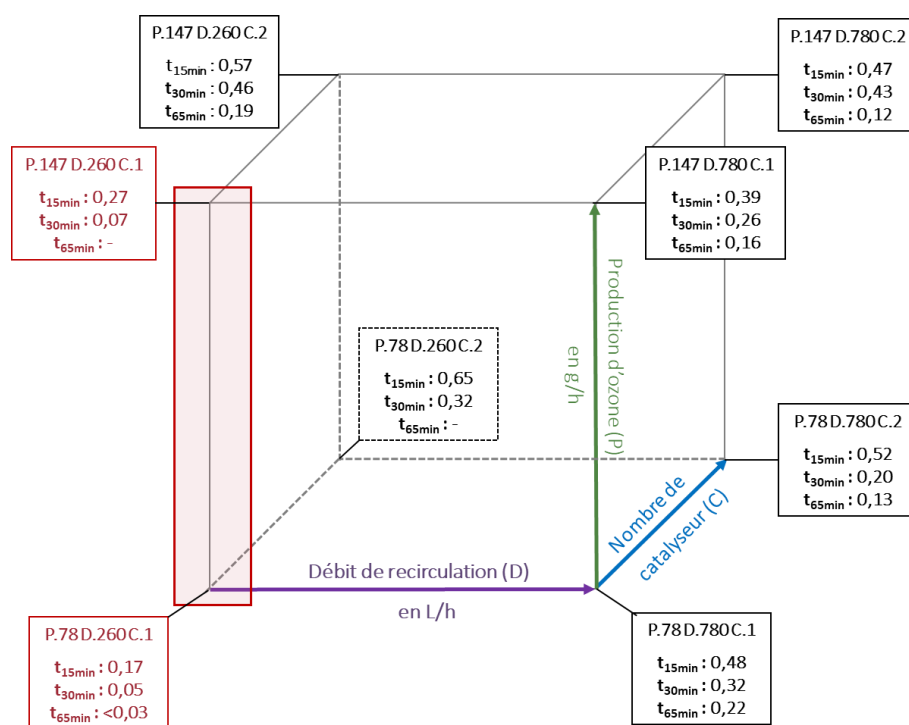 P.147 D.260 C.2
t15min : 0,57
t30min : 0,46
t65min : 0,19
P.147 D.780 C.2
t15min : 0,47
t30min : 0,43
t65min : 0,12
P.147 D.260 C.1
t15min : 0,27
t30min : 0,07
t65min : -
P.147 D.780 C.1
t15min : 0,39
t30min : 0,26
t65min : 0,16
Production d'ozone (P)
en g/h
P.78 D.260 C.2
t15min : 0,65
t30min : 0,32
t65min : -
P.78 D.780 C.2
t15min : 0,52
t30min : 0,20
t65min : 0,13
Nombre de
catalyseur (C)
Débit de recirculation (D)
en L/h
P.78 D.260 C.1
t15min : 0,17
t30min : 0,05
t65min : <0,03
P.78 D.780 C.1
t15min : 0,48
t30min : 0,32
t65min : 0,22